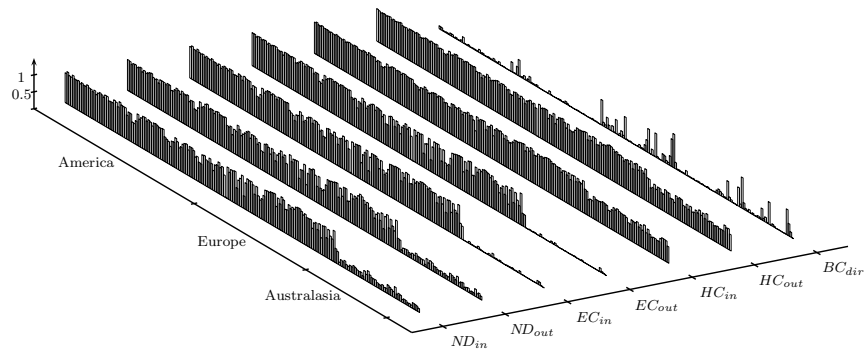 1
0.5
America
Europe
Australasia
ND_in
ND_out
EC_in
EC_out
HC_in
HC_out
BC_dir